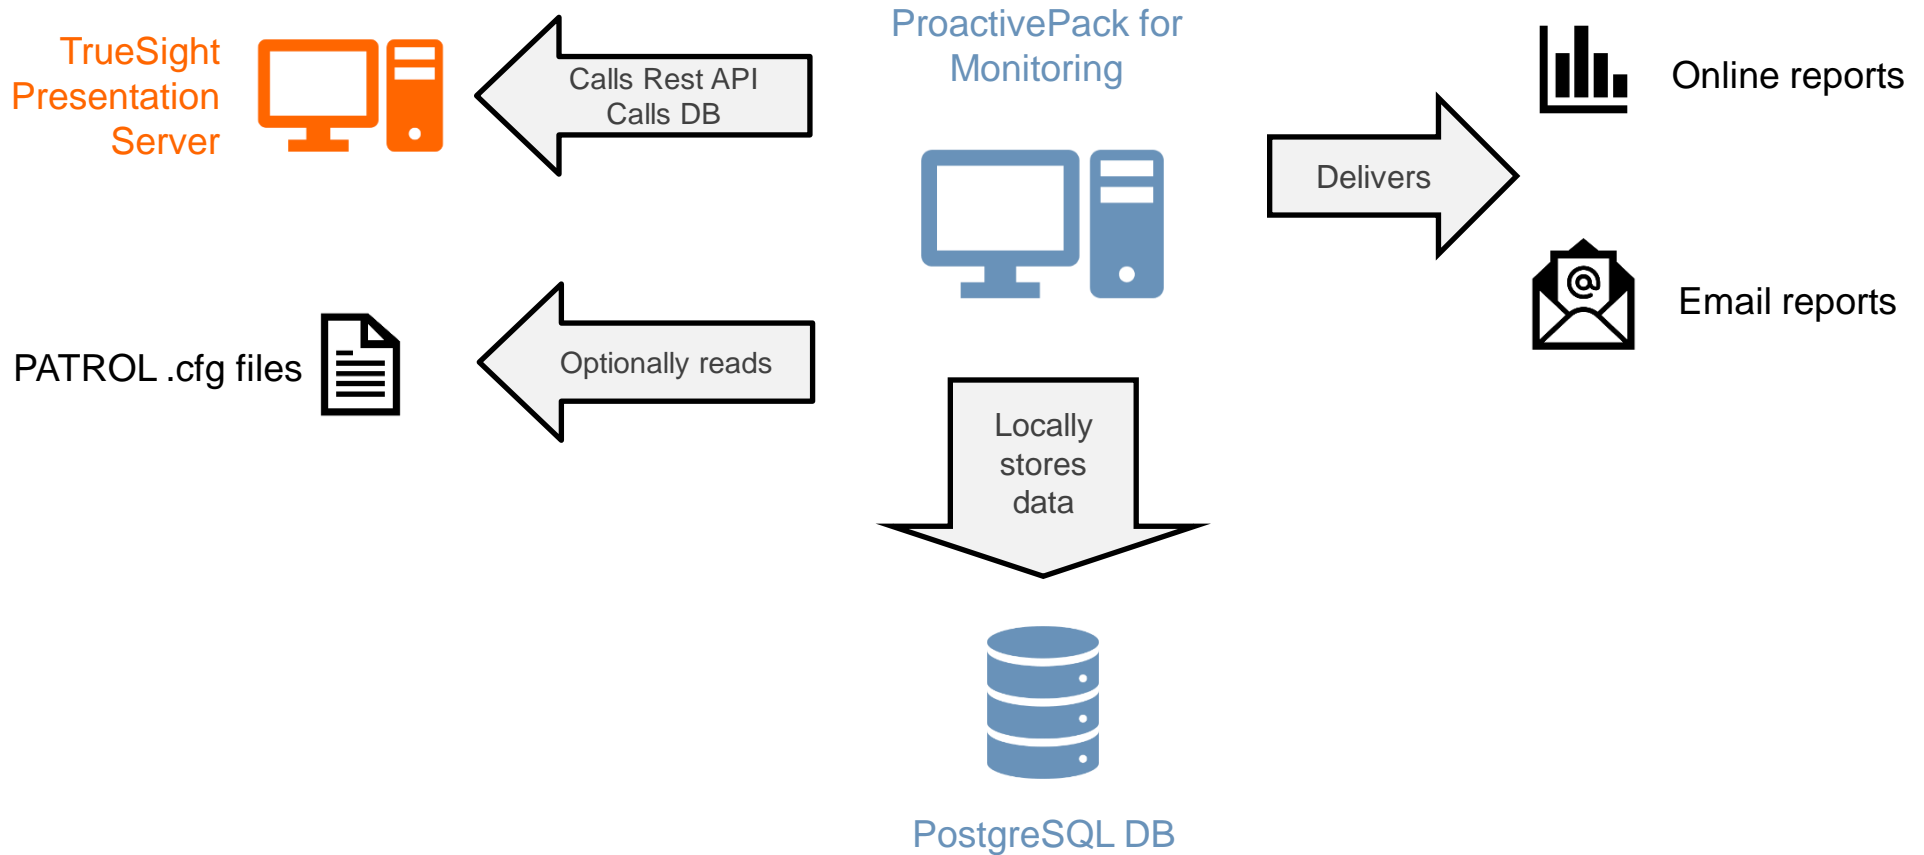 TrueSight
Presentation
Server
Calls Rest API
Calls DB
ProactivePack for
Monitoring
Delivers
Online reports
@
Email reports
PATROL .cfg files
Optionally reads
Locally
stores
data
PostgreSQL DB